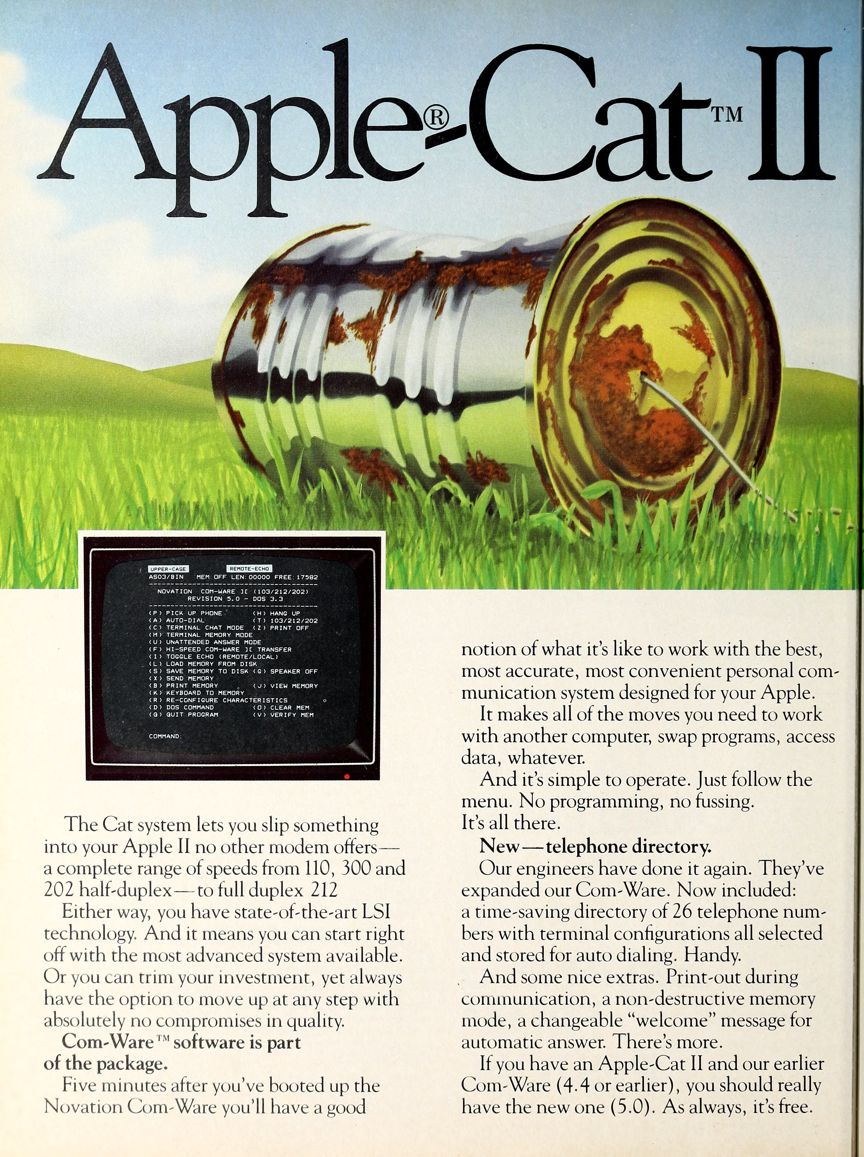 Apple®-Cat™ II
UPPER-CASE REMOTE-ECHO
AS03/BIN MEM OFF LEN 00000 FREE 17582
NOVATION COM-WARE II (103/212/202)
REVISION 5.0 - DOS 3.3
(P) PICK UP PHONE (H) HANG UP
(A) AUTO-DIAL (T) 103/212/202
(C) TERMINAL CHAT MODE (Z) PRINT OFF
(M) TERMINAL MEMORY MODE
(U) UNATTENDED ANSWER MODE
(F) HI-SPEED COM-WARE II TRANSFER
(I) TOGGLE ECHO (REMOTE/LOCAL)
(L) LOAD MEMORY FROM DISK
(S) SAVE MEMORY TO DISK (G) SPEAKER OFF
(X) SEND MEMORY
(B) PRINT MEMORY (J) VIEW MEMORY
(K) KEYBOARD TO MEMORY
(R) RE-CONFIGURE CHARACTERISTICS
(D) DOS COMMAND (O) CLEAR MEM
(Q) QUIT PROGRAM (V) VERIFY MEM
COMMAND:
The Cat system lets you slip something
into your Apple II no other modem offers—
a complete range of speeds from 110, 300 and
202 half-duplex—to full duplex 212
Either way, you have state-of-the-art LSI
technology. And it means you can start right
off with the most advanced system available.
Or you can trim your investment, yet always
have the option to move up at any step with
absolutely no compromises in quality.
Com-Ware™ software is part
of the package.
Five minutes after you've booted up the
Novation Com-Ware you'll have a good
notion of what it's like to work with the best,
most accurate, most convenient personal com-
munication system designed for your Apple.
It makes all of the moves you need to work
with another computer, swap programs, access
data, whatever.
And it's simple to operate. Just follow the
menu. No programming, no fussing.
It's all there.
New—telephone directory.
Our engineers have done it again. They've
expanded our Com-Ware. Now included:
a time-saving directory of 26 telephone num-
bers with terminal configurations all selected
and stored for auto dialing. Handy.
And some nice extras. Print-out during
communication, a non-destructive memory
mode, a changeable "welcome" message for
automatic answer. There's more.
If you have an Apple-Cat II and our earlier
Com-Ware (4.4 or earlier), you should really
have the new one (5.0). As always, it's free.